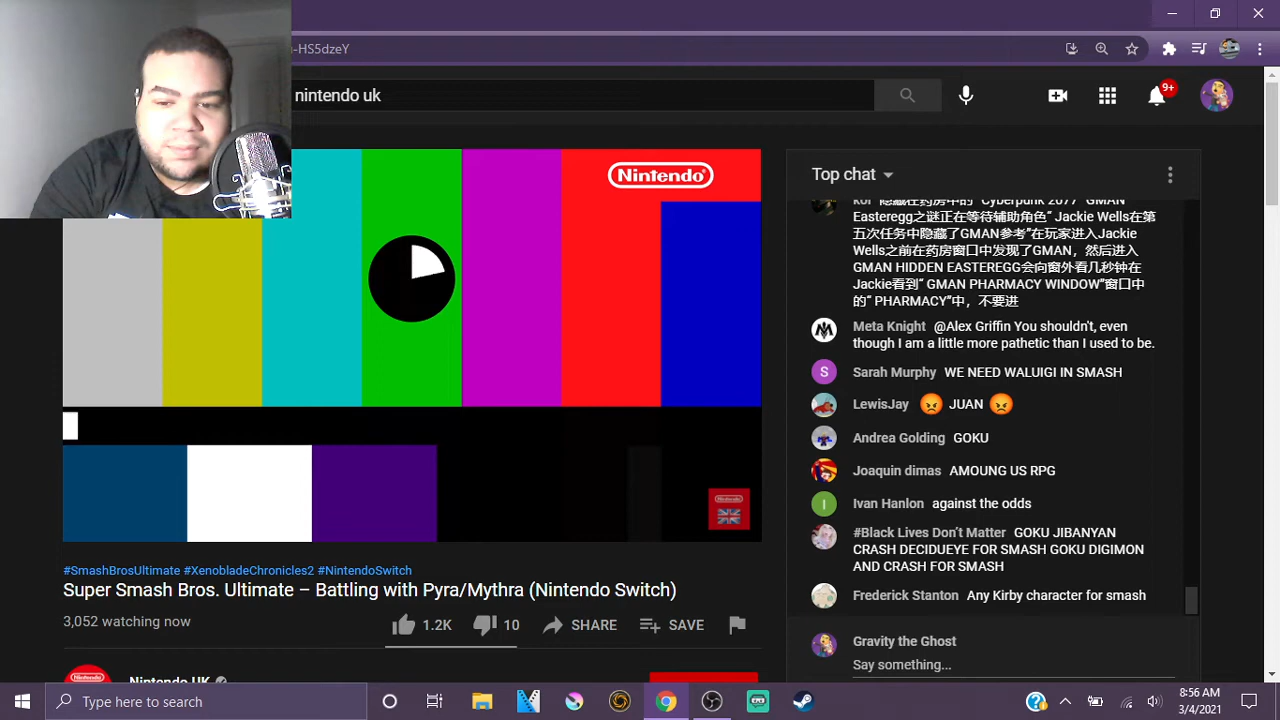 -HS5dzeY
nintendo uk
9+
Nintendo
Top chat
GMAN
Easteregg之谜正在等待辅助角色“ Jackie Wells在第
五次任务中隐藏了GMAN参考”在玩家进入Jackie
Wells之前在药房窗口中发现了GMAN，然后进入
GMAN HIDDEN EASTEREGG会向窗外看几秒钟在
Jackie看到“ GMAN PHARMACY WINDOW”窗口中
的“ PHARMACY”中，不要进
Meta Knight @Alex Griffin You shouldn't, even
though I am a little more pathetic than I used to be.
S
Sarah Murphy WE NEED WALUIGI IN SMASH
LewisJay JUAN
Andrea Golding GOKU
Joaquin dimas AMOUNG US RPG
I
Ivan Hanlon against the odds
#Black Lives Don't Matter GOKU JIBANYAN
CRASH DECIDUEYE FOR SMASH GOKU DIGIMON
AND CRASH FOR SMASH
Frederick Stanton Any Kirby character for smash
Gravity the Ghost
Say something...
Nintendo
#SmashBrosUltimate #XenobladeChronicles2 #NintendoSwitch
Super Smash Bros. Ultimate – Battling with Pyra/Mythra (Nintendo Switch)
3,052 watching now
1.2K
10
SHARE
SAVE
Nintendo
Nintendo UK
Type here to search
8:56 AM
3/4/2021